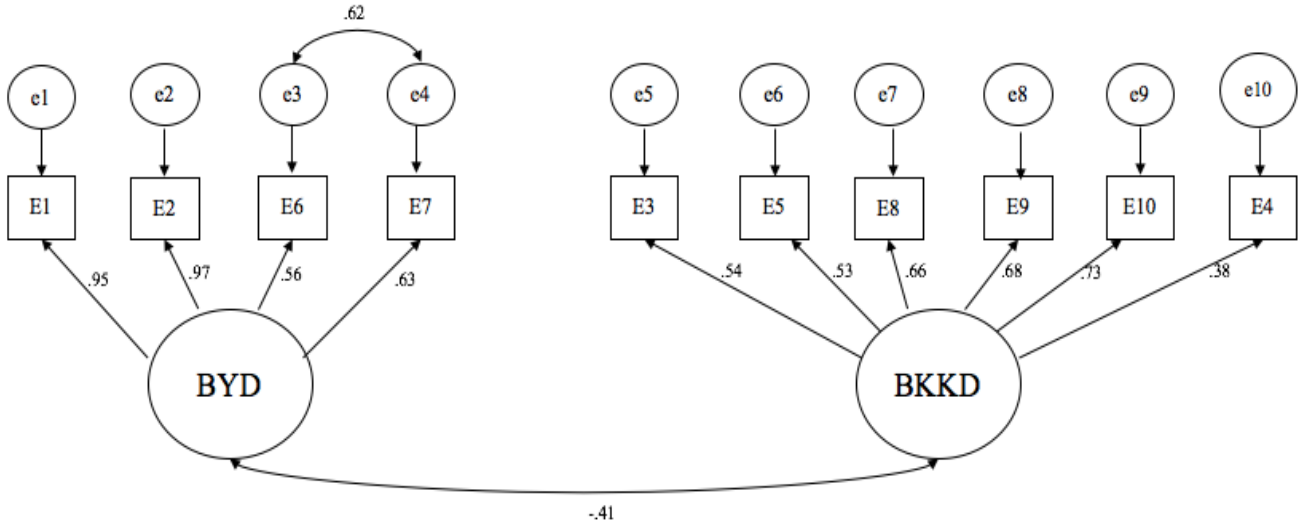 .62
e1 e2 e3 e4 e5 e6 e7 e8 e9 e10
E1 E2 E6 E7 E3 E5 E8 E9 E10 E4
.95 .97 .56 .63 .54 .53 .66 .68 .73 .38
BYD BKKD
-.41